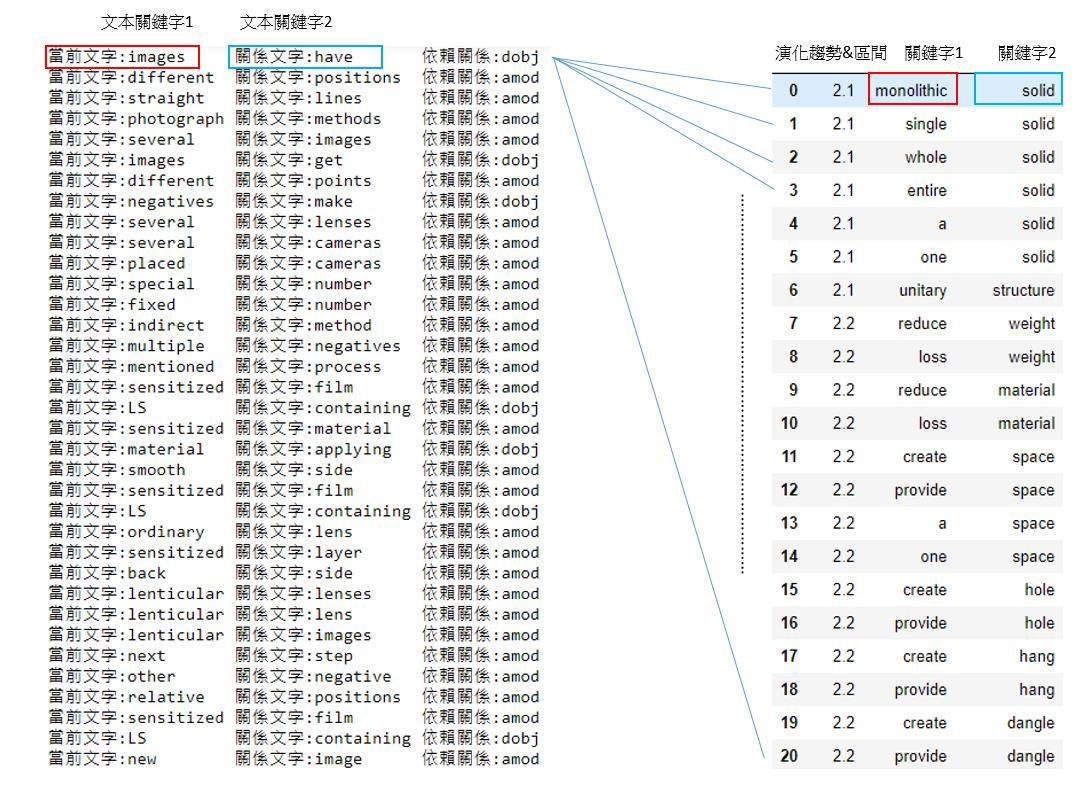 文本關鍵字1 文本關鍵字2
當前文字:images 關係文字:have 依賴關係:dobj
當前文字:different 關係文字:positions 依賴關係:amod
當前文字:straight 關係文字:lines 依賴關係:amod
當前文字:photograph 關係文字:methods 依賴關係:amod
當前文字:several 關係文字:images 依賴關係:amod
當前文字:images 關係文字:get 依賴關係:dobj
當前文字:different 關係文字:points 依賴關係:amod
當前文字:negatives 關係文字:make 依賴關係:dobj
當前文字:several 關係文字:lenses 依賴關係:amod
當前文字:several 關係文字:cameras 依賴關係:amod
當前文字:placed 關係文字:cameras 依賴關係:amod
當前文字:special 關係文字:number 依賴關係:amod
當前文字:fixed 關係文字:number 依賴關係:amod
當前文字:indirect 關係文字:method 依賴關係:amod
當前文字:multiple 關係文字:negatives 依賴關係:amod
當前文字:mentioned 關係文字:process 依賴關係:amod
當前文字:sensitized 關係文字:film 依賴關係:amod
當前文字:LS 關係文字:containing 依賴關係:dobj
當前文字:sensitized 關係文字:material 依賴關係:amod
當前文字:material 關係文字:applying 依賴關係:dobj
當前文字:smooth 關係文字:side 依賴關係:amod
當前文字:sensitized 關係文字:film 依賴關係:amod
當前文字:LS 關係文字:containing 依賴關係:dobj
當前文字:ordinary 關係文字:lens 依賴關係:amod
當前文字:sensitized 關係文字:layer 依賴關係:amod
當前文字:back 關係文字:side 依賴關係:amod
當前文字:lenticular 關係文字:lenses 依賴關係:amod
當前文字:lenticular 關係文字:lens 依賴關係:amod
當前文字:lenticular 關係文字:images 依賴關係:amod
當前文字:next 關係文字:step 依賴關係:amod
當前文字:other 關係文字:negative 依賴關係:amod
當前文字:relative 關係文字:positions 依賴關係:amod
當前文字:sensitized 關係文字:film 依賴關係:amod
當前文字:LS 關係文字:containing 依賴關係:dobj
當前文字:new 關係文字:image 依賴關係:amod
演化趨勢&區間 關鍵字1 關鍵字2
0 2.1 monolithic solid
1 2.1 single solid
2 2.1 whole solid
3 2.1 entire solid
4 2.1 a solid
5 2.1 one solid
6 2.1 unitary structure
7 2.2 reduce weight
8 2.2 loss weight
9 2.2 reduce material
10 2.2 loss material
11 2.2 create space
12 2.2 provide space
13 2.2 a space
14 2.2 one space
15 2.2 create hole
16 2.2 provide hole
17 2.2 create hang
18 2.2 provide hang
19 2.2 create dangle
20 2.2 provide dangle